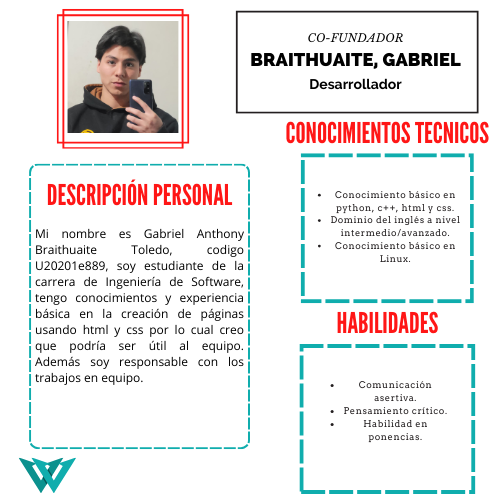 CO-FUNDADOR
BRAITHUAITE, GABRIEL
Desarrollador
DESCRIPCIÓN PERSONAL
Mi nombre es Gabriel Anthony
Braithuaite Toledo, codigo
U20201e889, soy estudiante de la
carrera de Ingeniería de Software,
tengo conocimientos y experiencia
básica en la creación de páginas
usando html y css por lo cual creo
que podría ser útil al equipo.
Además soy responsable con los
trabajos en equipo.
CONOCIMIENTOS TECNICOS
• Conocimiento básico en
python, c++, html y css.
• Dominio del inglés a nivel
intermedio/avanzado.
• Conocimiento básico en
Linux.
HABILIDADES
• Comunicación
asertiva.
• Pensamiento crítico.
• Habilidad en
ponencias.